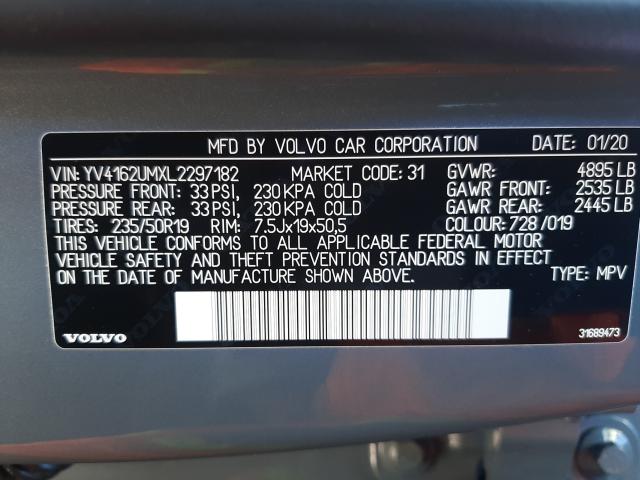 MFD BY VOLVO CAR CORPORATION DATE: 01/20
VIN: YV4162UMXL2297182 MARKET CODE: 31 GVWR: 4895 LB
PRESSURE FRONT: 33 PSI, 230 KPA COLD GAWR FRONT: 2535 LB
PRESSURE REAR: 33 PSI, 230 KPA COLD GAWR REAR: 2445 LB
TIRES: 235/50R19 RIM: 7.5Jx19x50,5 COLOUR: 728 /019
THIS VEHICLE CONFORMS TO ALL APPLICABLE FEDERAL MOTOR
VEHICLE SAFETY AND THEFT PREVENTION STANDARDS IN EFFECT
ON THE DATE OF MANUFACTURE SHOWN ABOVE. TYPE: MPV
VOLVO 31689473